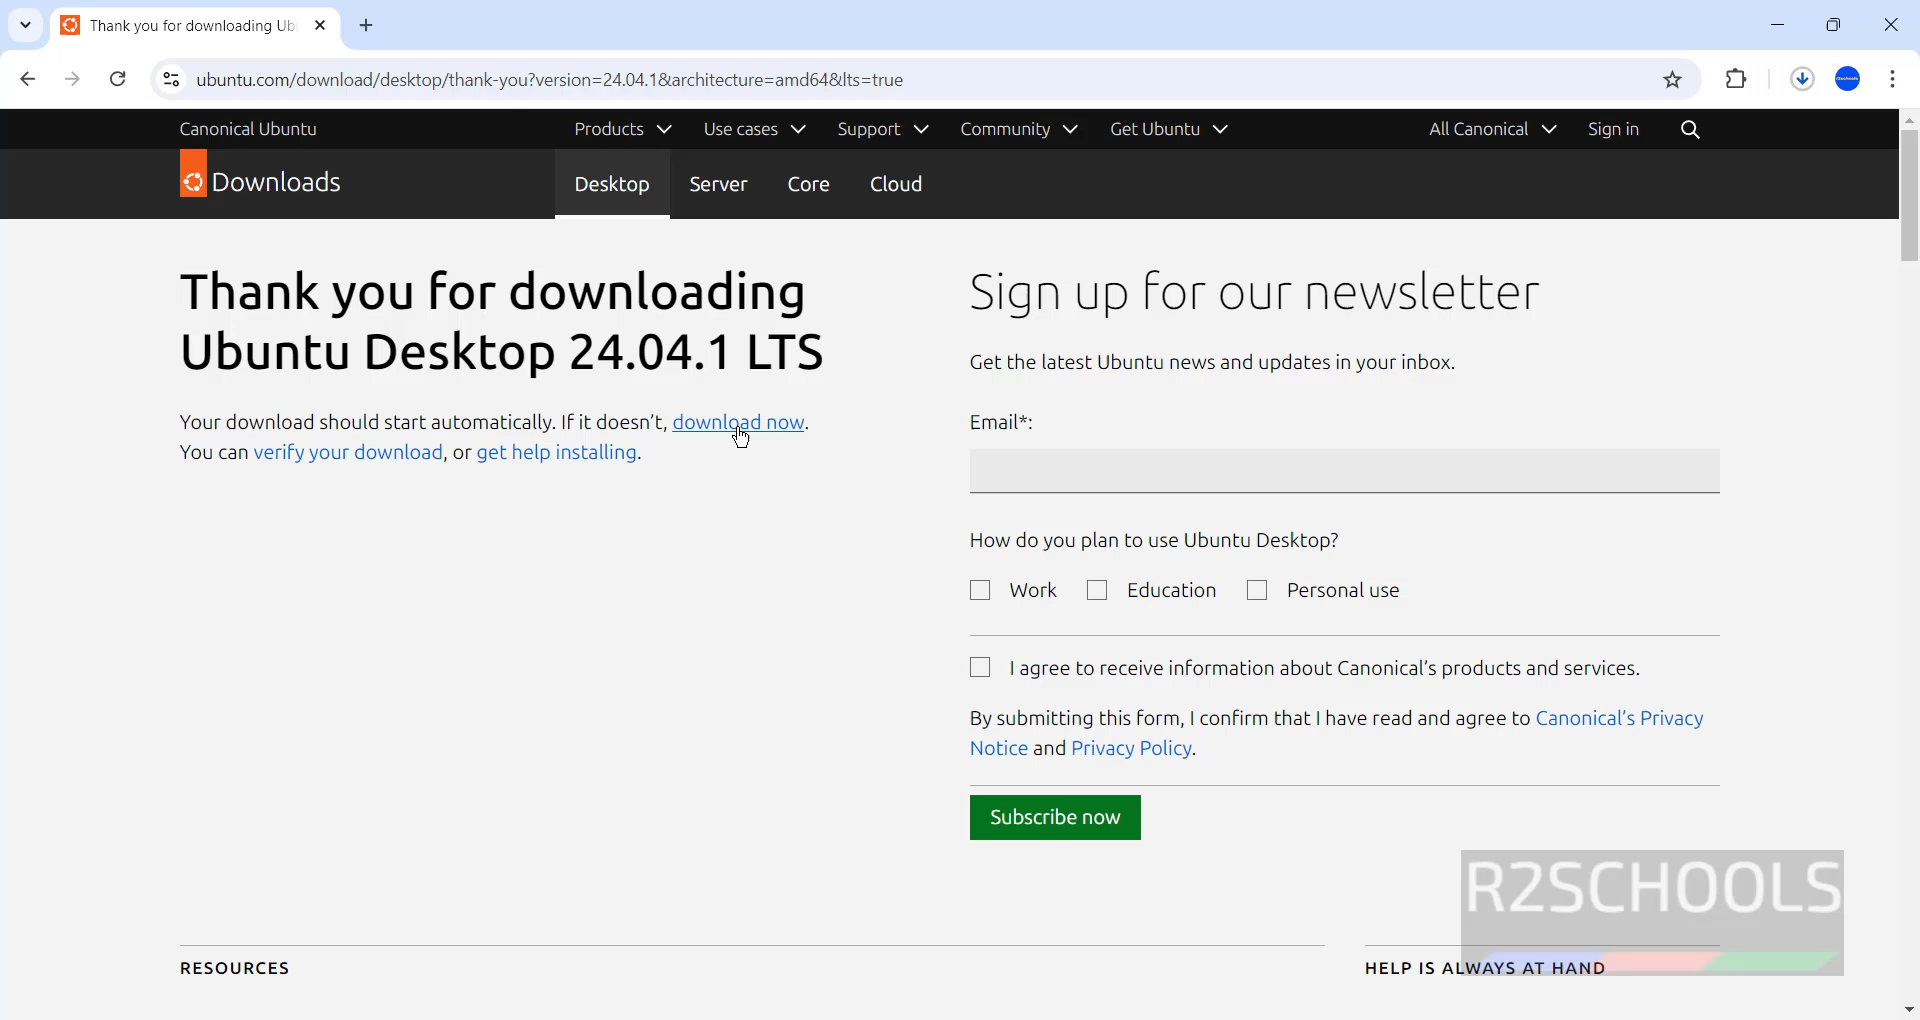 Thank you for downloading Ub
ubuntu.com/download/desktop/thank-you?version=24.04.1&architecture=amd64&lts=true
Canonical Ubuntu
Products
Use cases
Support
Community
Get Ubuntu
All Canonical
Sign in
Downloads
Desktop
Server
Core
Cloud
Thank you for downloading
Ubuntu Desktop 24.04.1 LTS
Your download should start automatically. If it doesn't, download now.
You can verify your download, or get help installing.
Sign up for our newsletter
Get the latest Ubuntu news and updates in your inbox.
Email*:
How do you plan to use Ubuntu Desktop?
Work
Education
Personal use
I agree to receive information about Canonical's products and services.
By submitting this form, I confirm that I have read and agree to Canonical's Privacy
Notice and Privacy Policy.
Subscribe now
R2SCHOOLS
RESOURCES
HELP IS ALWAYS AT HAND